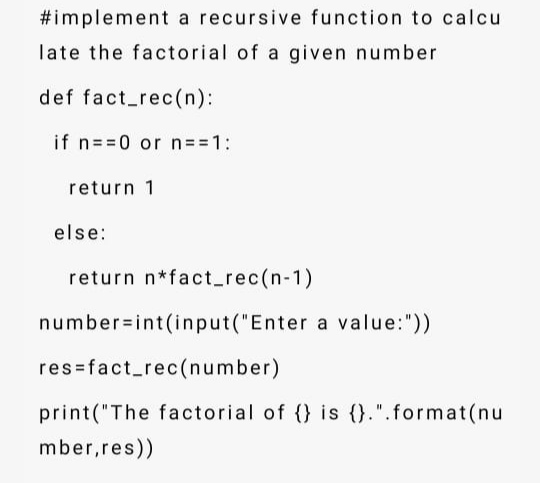 #implement a recursive function to calcu
late the factorial of a given number
def fact_rec(n):
  if n==0 or n==1:
    return 1
  else:
    return n*fact_rec(n-1)
number=int(input("Enter a value:"))
res=fact_rec(number)
print("The factorial of {} is {}.".format(nu
mber,res))